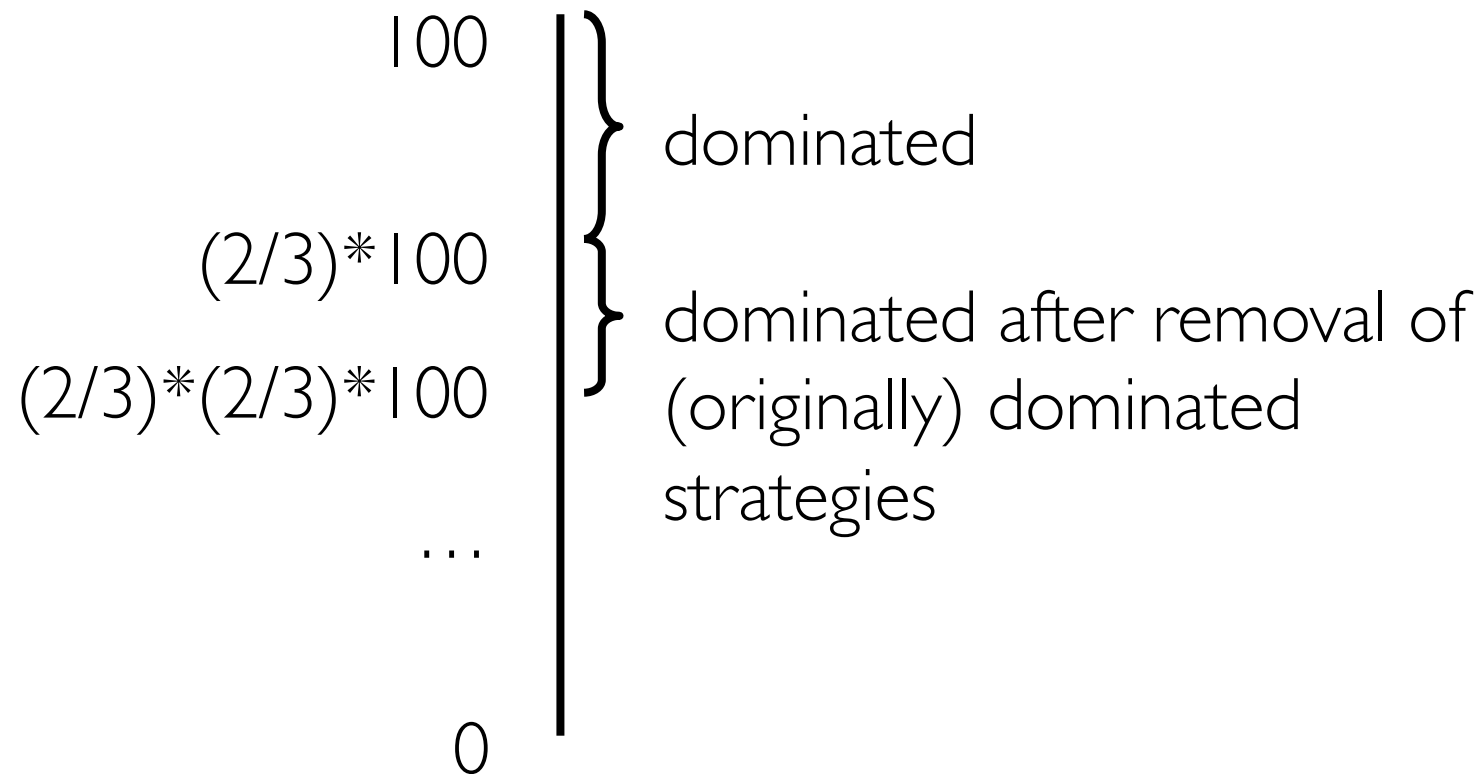 100
dominated
(2/3)*100
dominated after removal of
(2/3)*(2/3)*100
(originally) dominated
strategies
...
0